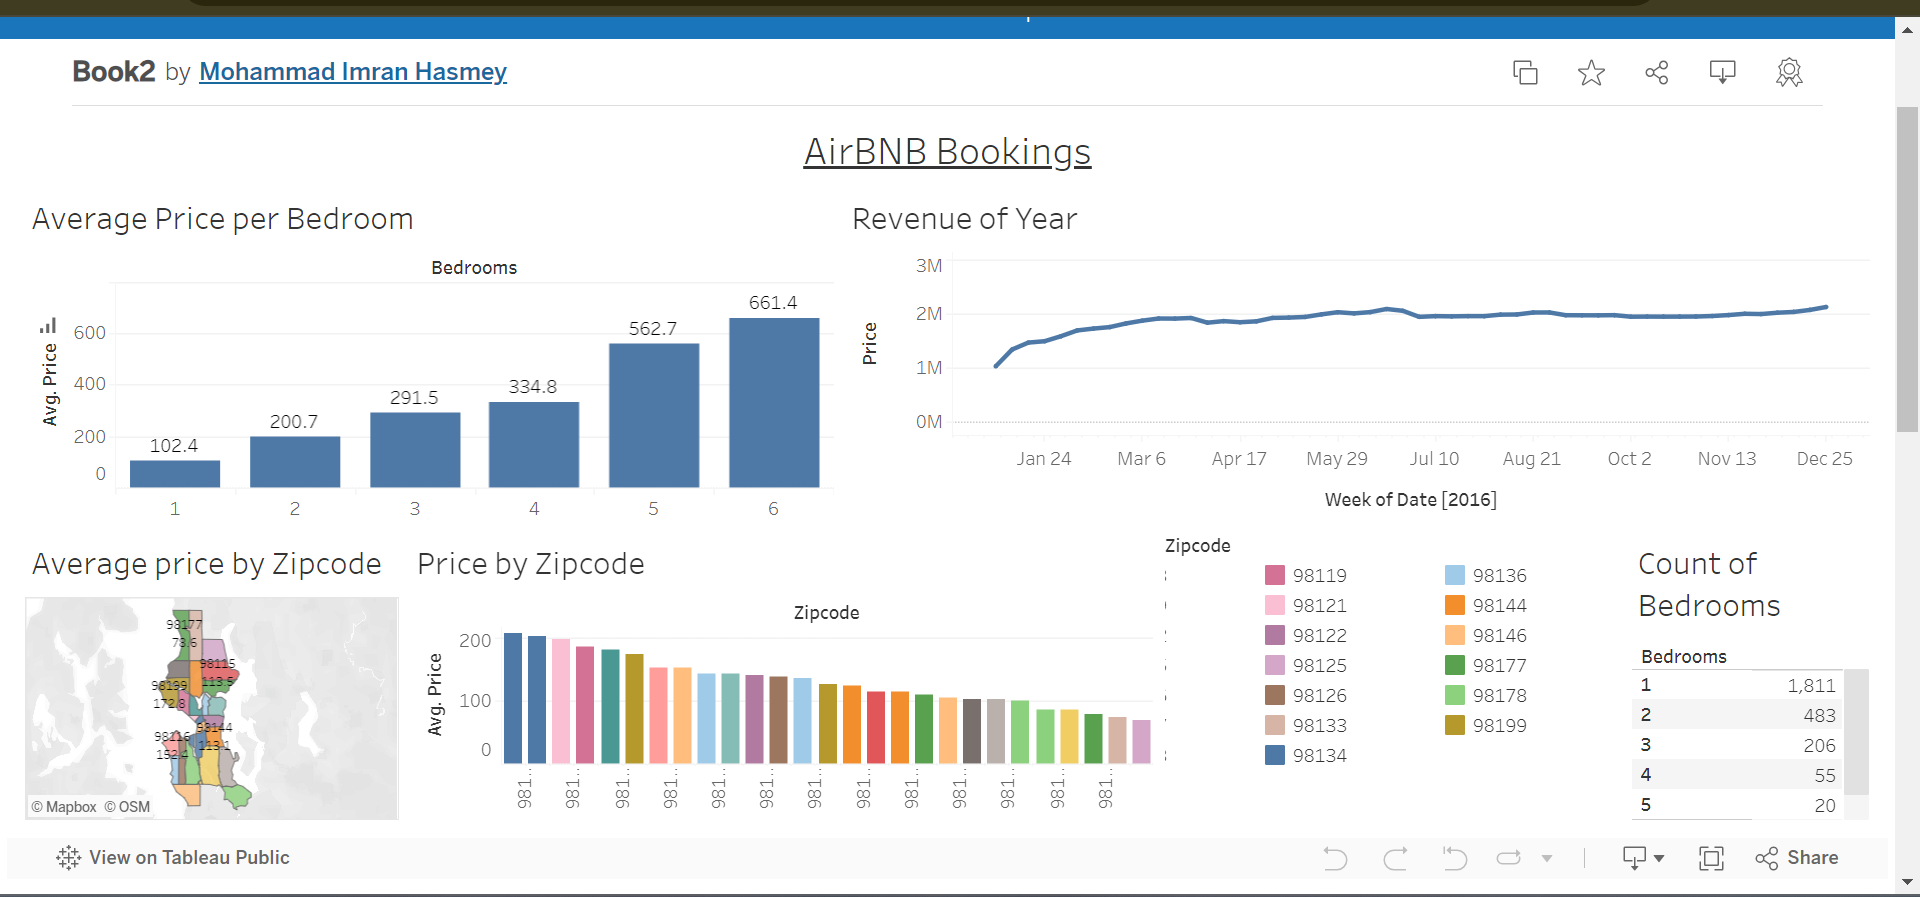 Book2 by Mohammad Imran Hasmey
AirBNB Bookings
Average Price per Bedroom
Bedrooms
Avg. Price
600
400
200
0
102.4
200.7
291.5
334.8
562.7
661.4
1 2 3 4 5 6
Revenue of Year
Price
3M
2M
1M
0M
Jan 24 Mar 6 Apr 17 May 29 Jul 10 Aug 21 Oct 2 Nov 13 Dec 25
Week of Date [2016]
Average price by Zipcode
98177
78.6
98115
113.5
98199
172.8
98144
113.1
152.4
© Mapbox © OSM
Price by Zipcode
Zipcode
Avg. Price
200
100
0
981.. 981.. 981.. 981.. 981.. 981.. 981.. 981.. 981.. 981.. 981.. 981.. 981..
Zipcode
98119
98121
98122
98125
98126
98133
98134
98136
98144
98146
98177
98178
98199
Count of
Bedrooms
Bedrooms
1 1,811
2 483
3 206
4 55
5 20
View on Tableau Public
Share